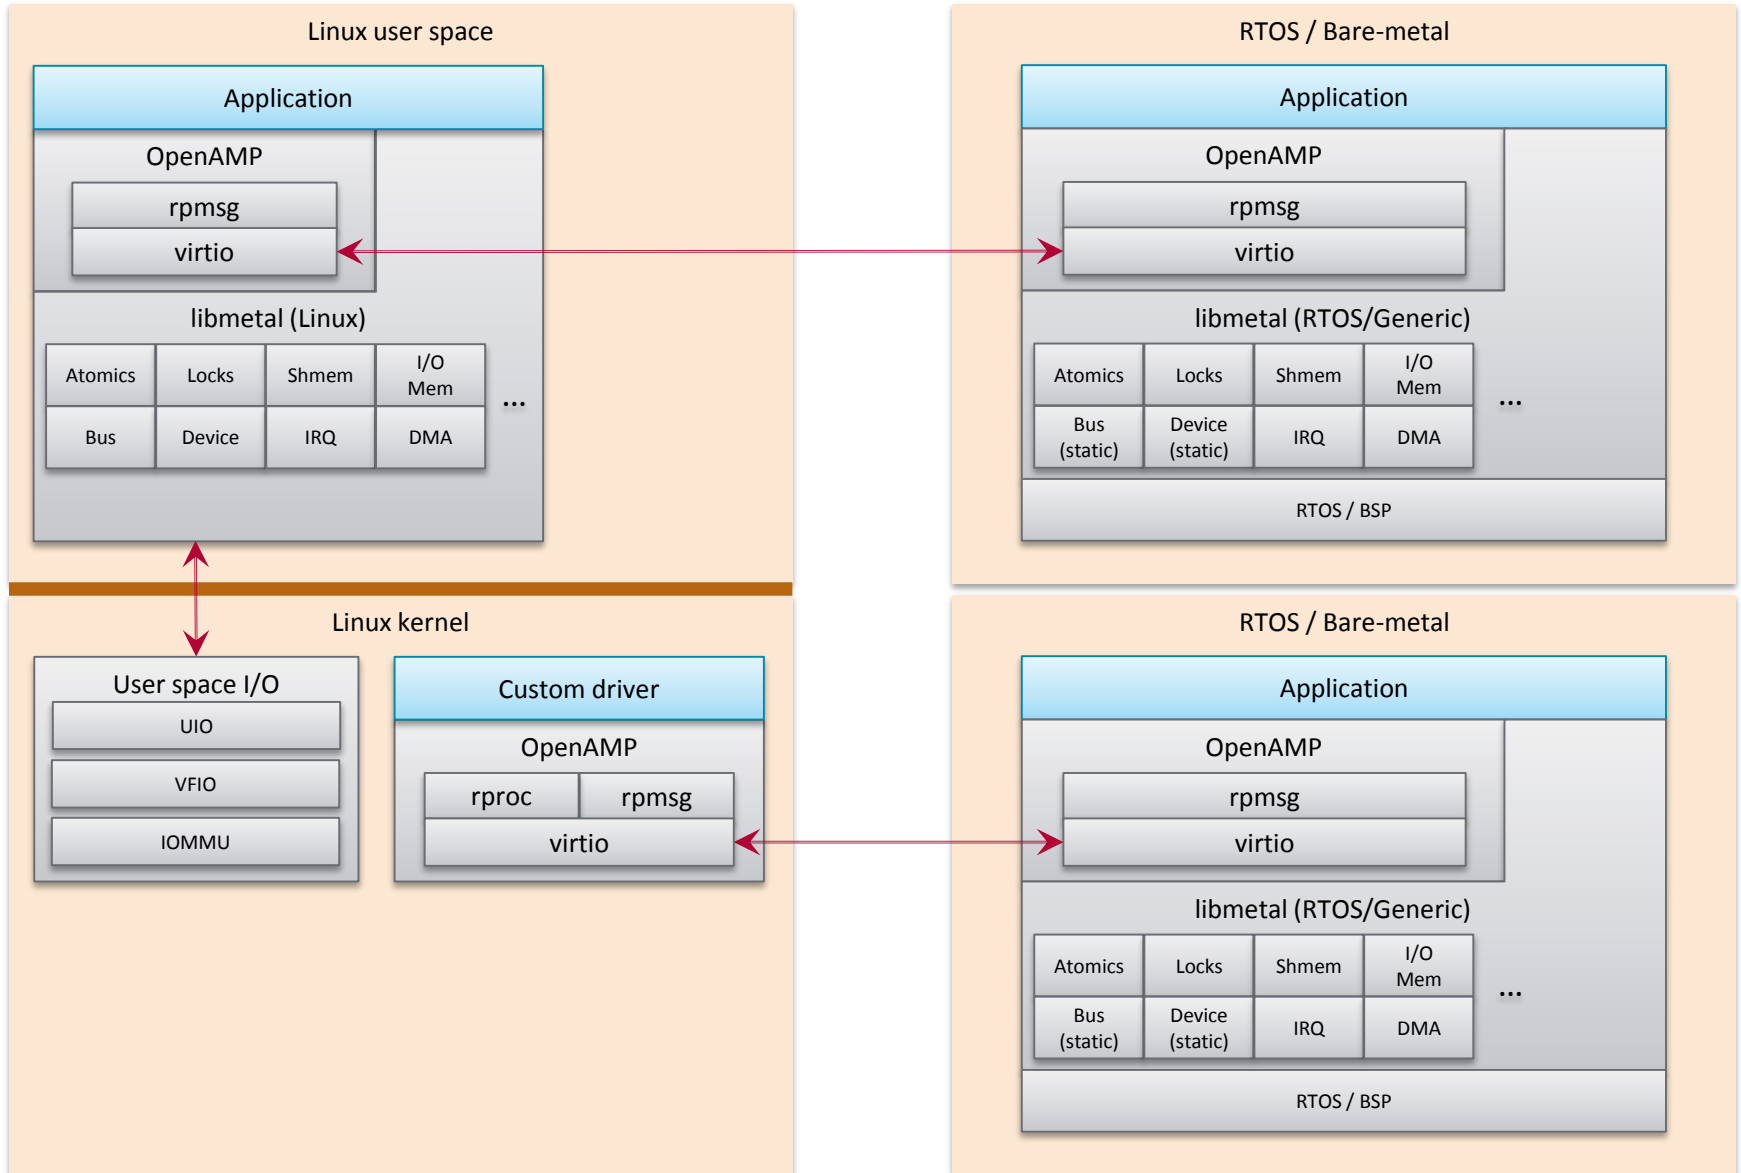 Linux user space
Application
OpenAMP
rpmsg
virtio
libmetal (Linux)
Atomics
Locks
Shmem
I/O
Mem
Bus
Device
IRQ
DMA
...
RTOS / Bare-metal
Application
OpenAMP
rpmsg
virtio
libmetal (RTOS/Generic)
Atomics
Locks
Shmem
I/O
Mem
Bus
(static)
Device
(static)
IRQ
DMA
...
RTOS / BSP
Linux kernel
User space I/O
UIO
VFIO
IOMMU
Custom driver
OpenAMP
rproc
rpmsg
virtio
RTOS / Bare-metal
Application
OpenAMP
rpmsg
virtio
libmetal (RTOS/Generic)
Atomics
Locks
Shmem
I/O
Mem
Bus
(static)
Device
(static)
IRQ
DMA
...
RTOS / BSP